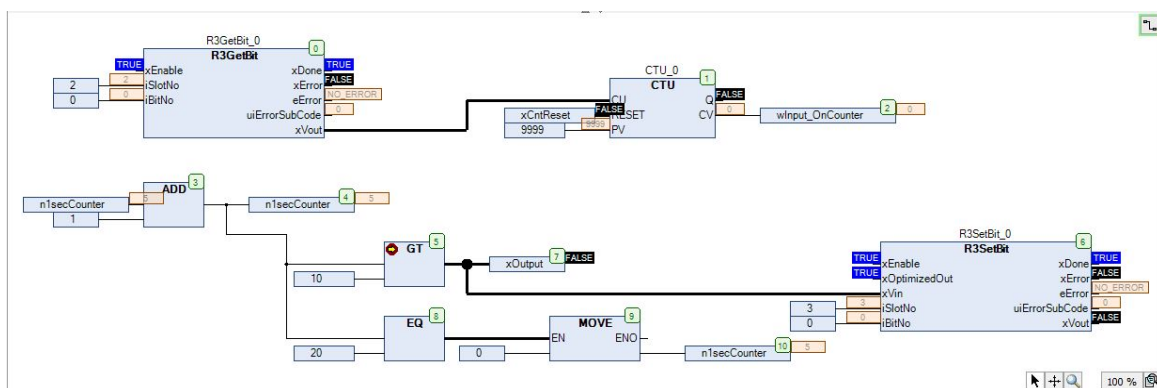 R3GetBit_0
R3GetBit 0
TRUE xEnable xDone TRUE
2 2 iSlotNo xError FALSE
0 0 iBitNo eError NO_ERROR
uiErrorSubCode 0
xVout
CTU_0
CTU 1
CU Q FALSE
xCntReset FALSE RESET CV 0 wInput_OnCounter 2 0
9999 9999 PV
ADD 3
n1secCounter 5 n1secCounter 4 5
1
GT 5
10
xOutput 7 FALSE
R3SetBit_0
R3SetBit 6
TRUE xEnable xDone TRUE
TRUE xOptimizedOut xError FALSE
xVin eError NO_ERROR
3 3 iSlotNo uiErrorSubCode 0
0 0 iBitNo xVout FALSE
EQ 8
20
MOVE 9
EN ENO
0 n1secCounter 10 5
100 %